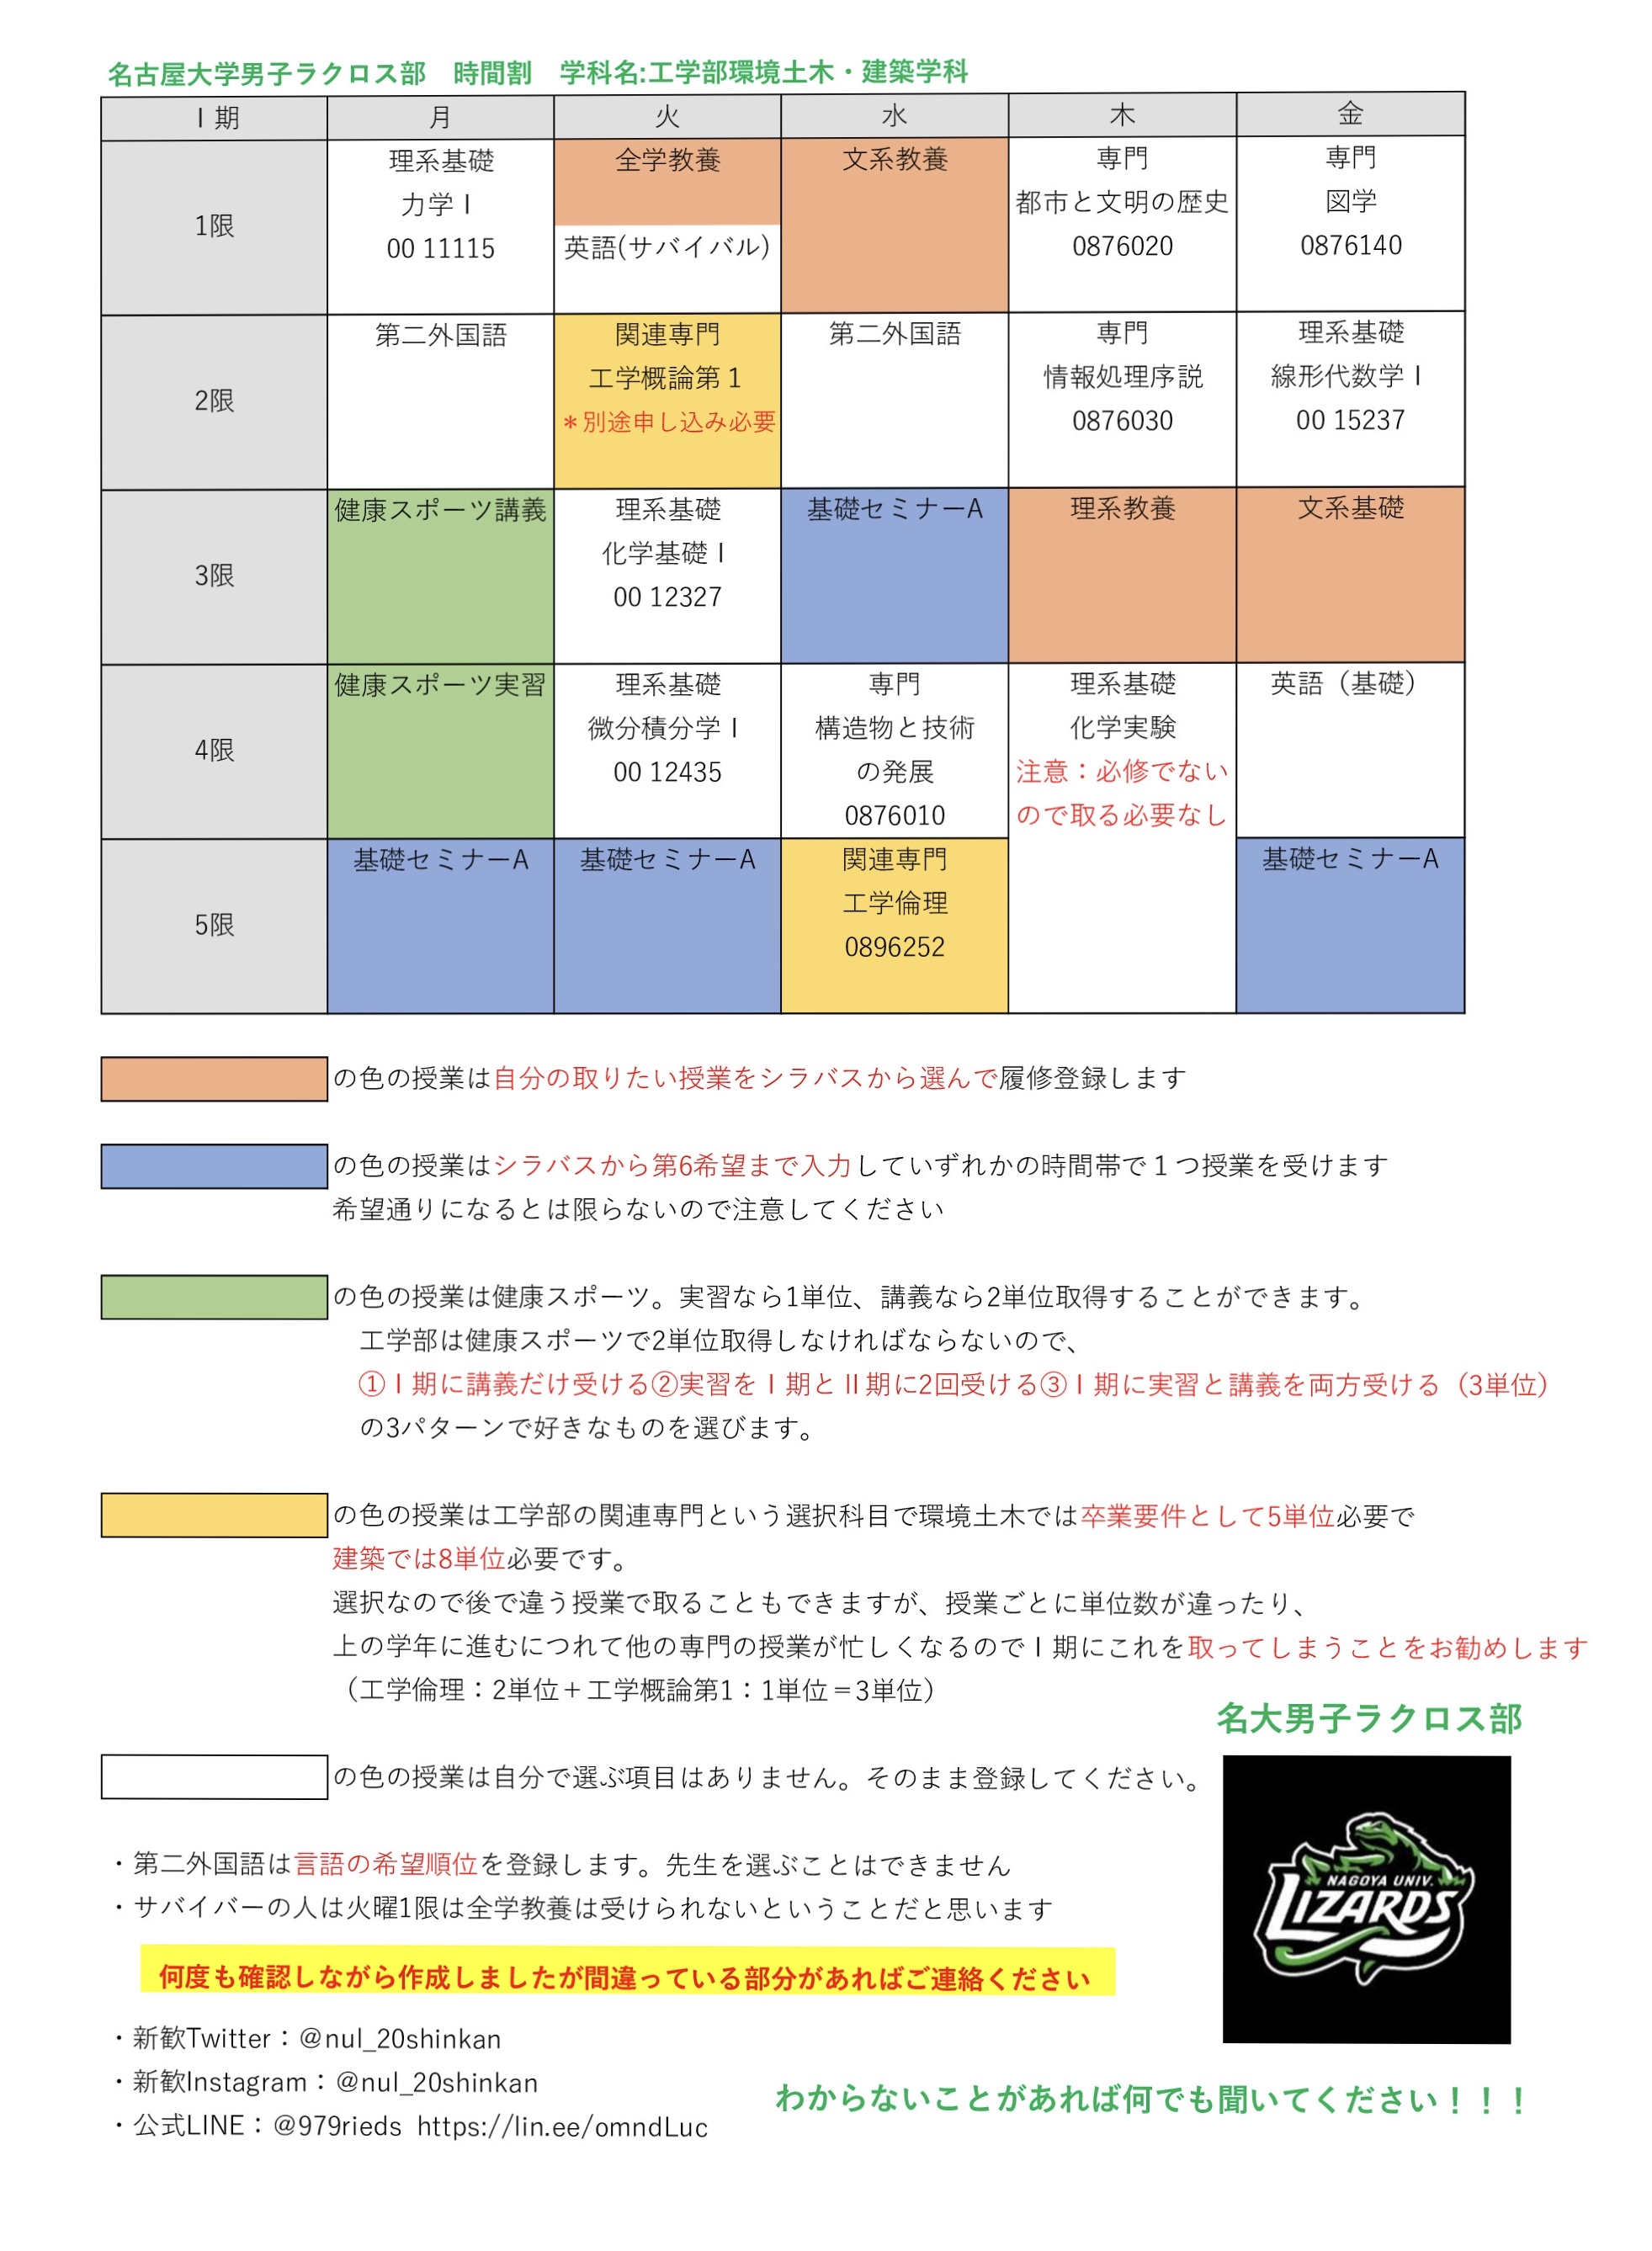 名古屋大学男子ラクロス部　時間割　学科名:工学部環境土木・建築学科
Ⅰ期 月 火 水 木 金
1限
理系基礎
力学Ⅰ
00 11115
全学教養
英語(サバイバル)
文系教養
専門
都市と文明の歴史
0876020
専門
図学
0876140
2限
第二外国語
関連専門
工学概論第１
＊別途申し込み必要
第二外国語
専門
情報処理序説
0876030
理系基礎
線形代数学Ⅰ
00 15237
3限
健康スポーツ講義
理系基礎
化学基礎Ⅰ
00 12327
基礎セミナーA
理系教養
文系基礎
4限
健康スポーツ実習
理系基礎
微分積分学Ⅰ
00 12435
専門
構造物と技術
の発展
0876010
理系基礎
化学実験
注意：必修でない
ので取る必要なし
英語（基礎）
5限
基礎セミナーA
基礎セミナーA
関連専門
工学倫理
0896252
基礎セミナーA
の色の授業は自分の取りたい授業をシラバスから選んで履修登録します
の色の授業はシラバスから第6希望まで入力していずれかの時間帯で１つ授業を受けます
希望通りになるとは限らないので注意してください
の色の授業は健康スポーツ。実習なら1単位、講義なら2単位取得することができます。
工学部は健康スポーツで2単位取得しなければならないので、
①Ⅰ期に講義だけ受ける②実習をⅠ期とⅡ期に2回受ける③Ⅰ期に実習と講義を両方受ける（3単位）
の3パターンで好きなものを選びます。
の色の授業は工学部の関連専門という選択科目で環境土木では卒業要件として5単位必要で
建築では8単位必要です。
選択なので後で違う授業で取ることもできますが、授業ごとに単位数が違ったり、
上の学年に進むにつれて他の専門の授業が忙しくなるのでⅠ期にこれを取ってしまうことをお勧めします
（工学倫理：2単位＋工学概論第1：1単位＝3単位）
名大男子ラクロス部
の色の授業は自分で選ぶ項目はありません。そのまま登録してください。
・第二外国語は言語の希望順位を登録します。先生を選ぶことはできません
・サバイバーの人は火曜1限は全学教養は受けられないということだと思います
NAGOYA UNIV.
LIZARDS
何度も確認しながら作成しましたが間違っている部分があればご連絡ください
・新歓Twitter：@nul_20shinkan
・新歓Instagram：@nul_20shinkan
わからないことがあれば何でも聞いてください！！！
・公式LINE：@979rieds https://lin.ee/omndLuc